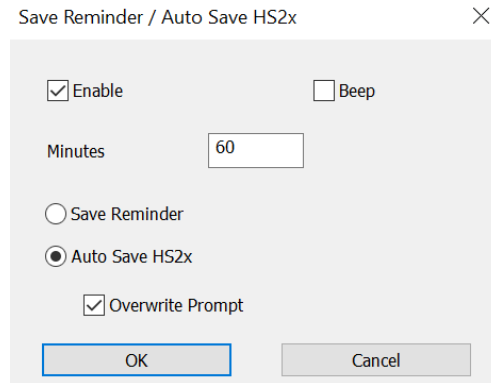 Save Reminder / Auto Save HS2x
Enable
Beep
Minutes
60
Save Reminder
Auto Save HS2x
Overwrite Prompt
OK
Cancel